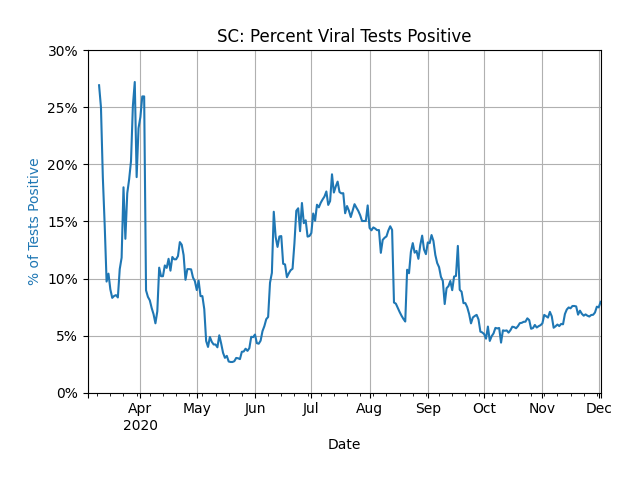 SC: Percent Viral Tests Positive
30%
25%
20%
15%
10%
5%
0%
% of Tests Positive
Apr May Jun Jul Aug Sep Oct Nov Dec
2020
Date